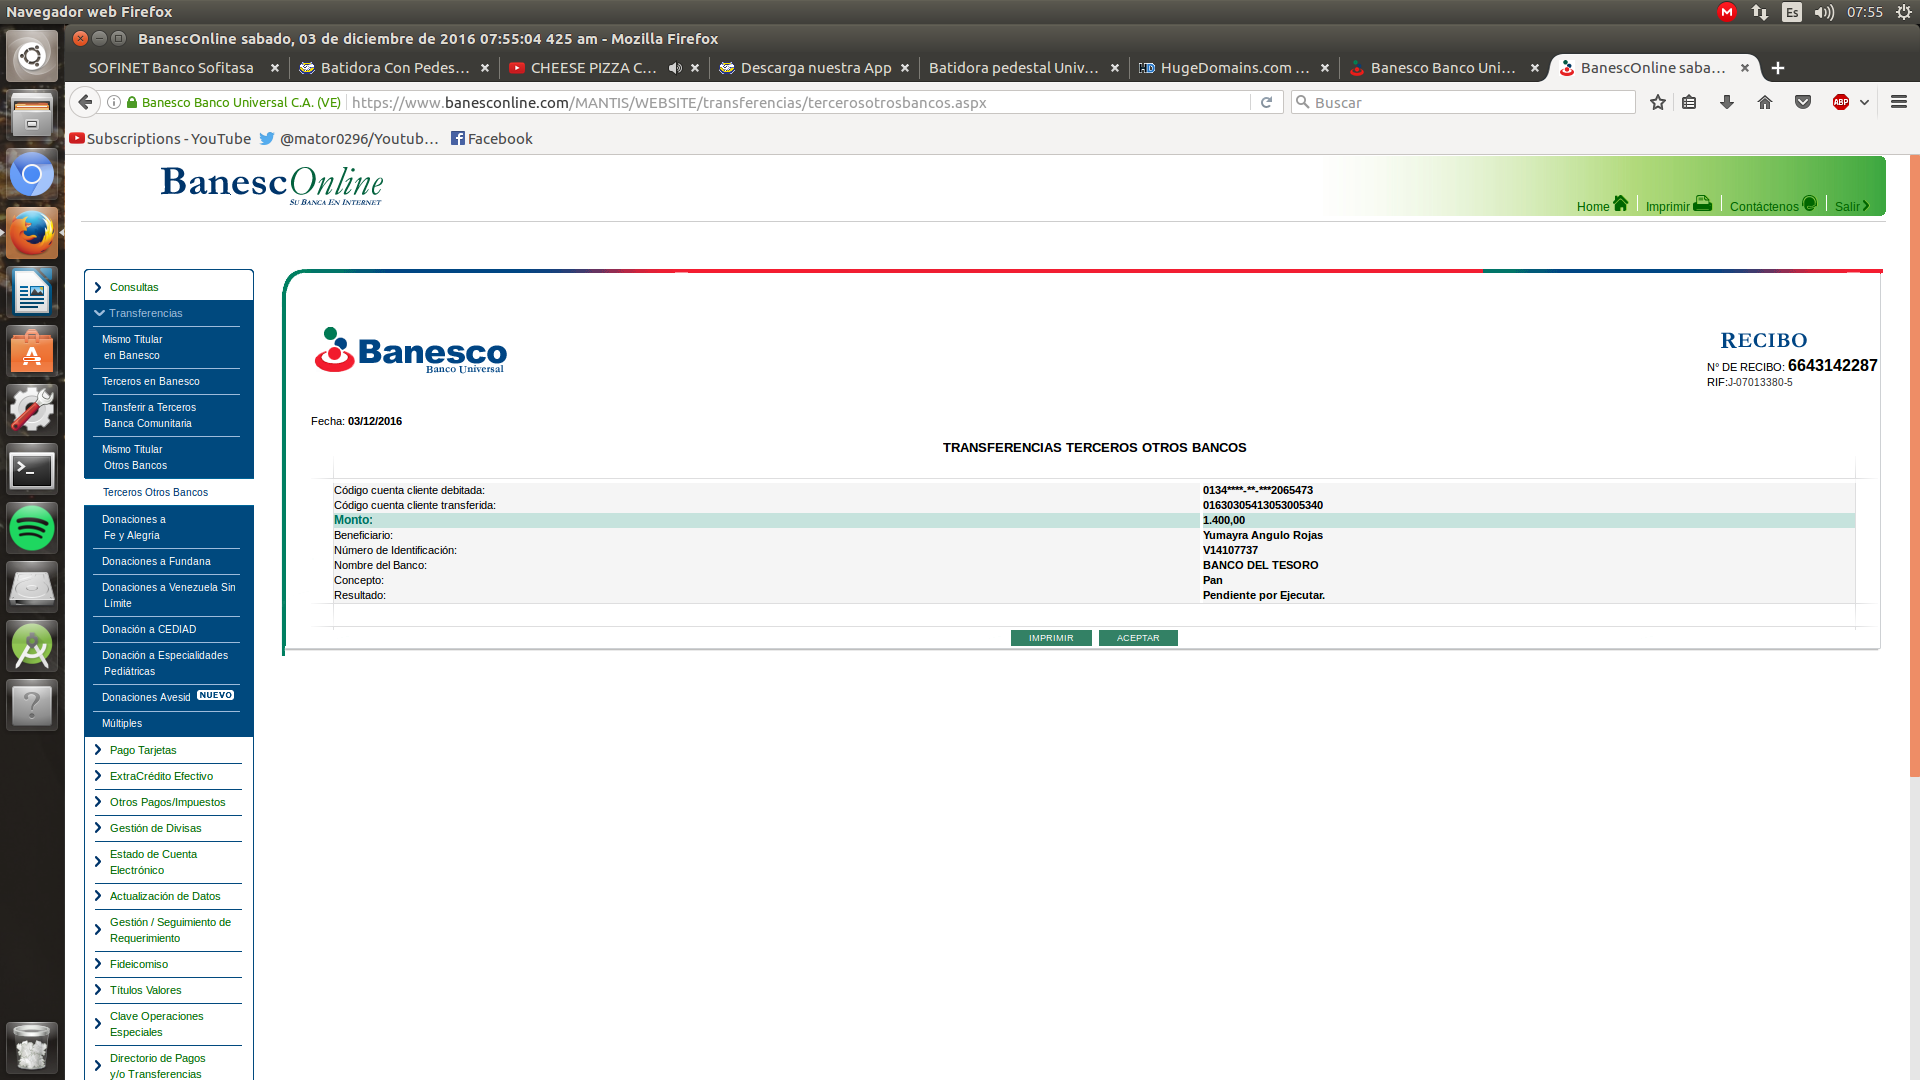 Navegador web Firefox
Es
07:55
BanescOnline sabado, 03 de diciembre de 2016 07:55:04 425 am - Mozilla Firefox
SOFINET Banco Sofitasa
Batidora Con Pedes...
CHEESE PIZZA C...
Descarga nuestra App
Batidora pedestal Univ...
HugeDomains.com ...
Banesco Banco Uni...
BanescOnline saba...
Banesco Banco Universal C.A. (VE)
https://www.banesconline.com/MANTIS/WEBSITE/transferencias/tercerosotrosbancos.aspx
Buscar
ABP
Subscriptions - YouTube
@mator0296/Youtub...
Facebook
BanescOnline
SU BANCA EN INTERNET
Home
Imprimir
Contáctenos
Salir
Consultas
Transferencias
Mismo Titular
en Banesco
Terceros en Banesco
Transferir a Terceros
Banca Comunitaria
Mismo Titular
Otros Bancos
Terceros Otros Bancos
Donaciones a
Fe y Alegría
Donaciones a Fundana
Donaciones a Venezuela Sin
Límite
Donación a CEDIAD
Donación a Especialidades
Pediátricas
Donaciones Avesid NUEVO
Múltiples
Pago Tarjetas
ExtraCrédito Efectivo
Otros Pagos/Impuestos
Gestión de Divisas
Estado de Cuenta
Electrónico
Actualización de Datos
Gestión / Seguimiento de
Requerimiento
Fideicomiso
Títulos Valores
Clave Operaciones
Especiales
Directorio de Pagos
y/o Transferencias
Banesco
Banco Universal
RECIBO
N° DE RECIBO: 6643142287
RIF:J-07013380-5
Fecha: 03/12/2016
TRANSFERENCIAS TERCEROS OTROS BANCOS
Código cuenta cliente debitada: 0134****-**-***2065473
Código cuenta cliente transferida: 01630305413053005340
Monto: 1.400,00
Beneficiario: Yumayra Angulo Rojas
Número de Identificación: V14107737
Nombre del Banco: BANCO DEL TESORO
Concepto: Pan
Resultado: Pendiente por Ejecutar.
IMPRIMIR
ACEPTAR